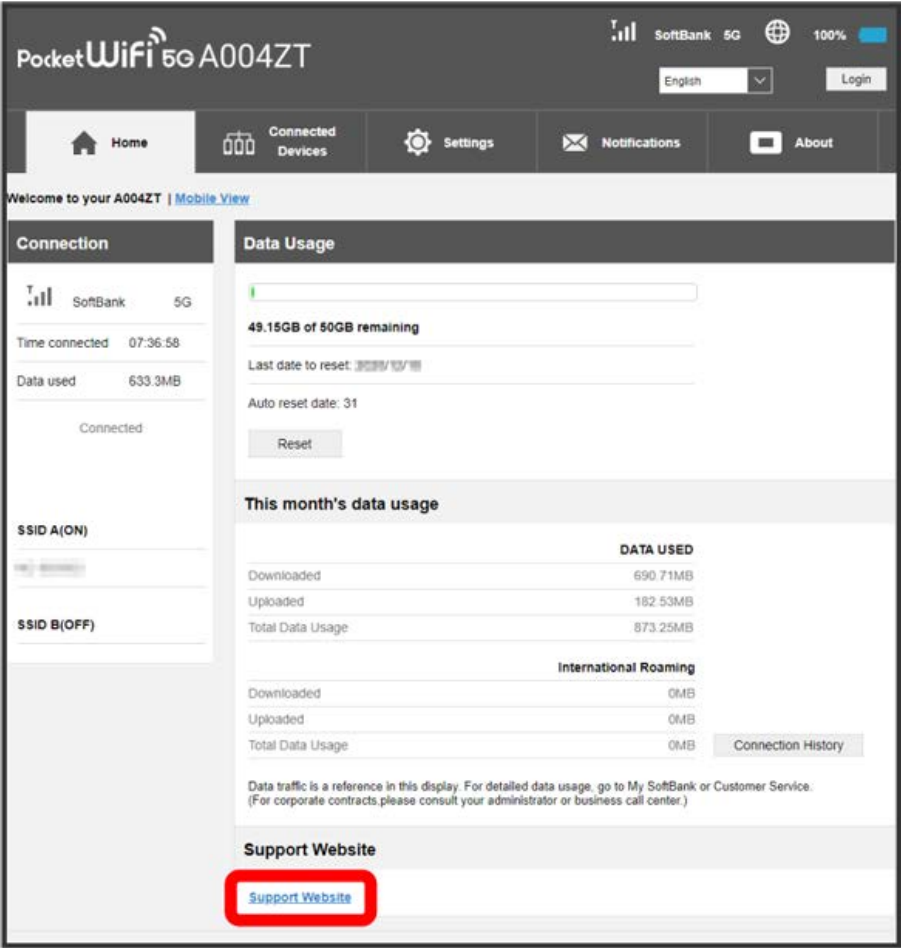 Pocket WiFi 5G A004ZT
SoftBank 5G 100%
English Login
Home
Connected Devices
Settings
Notifications
About
Welcome to your A004ZT | Mobile View
Connection
SoftBank 5G
Time connected 07:36:58
Data used 633.3MB
Connected
SSID A(ON)
SSID B(OFF)
Data Usage
49.15GB of 50GB remaining
Last date to reset:
Auto reset date: 31
Reset
This month's data usage
DATA USED
Downloaded 690.71MB
Uploaded 182.53MB
Total Data Usage 873.25MB
International Roaming
Downloaded 0MB
Uploaded 0MB
Total Data Usage 0MB Connection History
Data traffic is a reference in this display. For detailed data usage, go to My SoftBank or Customer Service.
(For corporate contracts,please consult your administrator or business call center.)
Support Website
Support Website